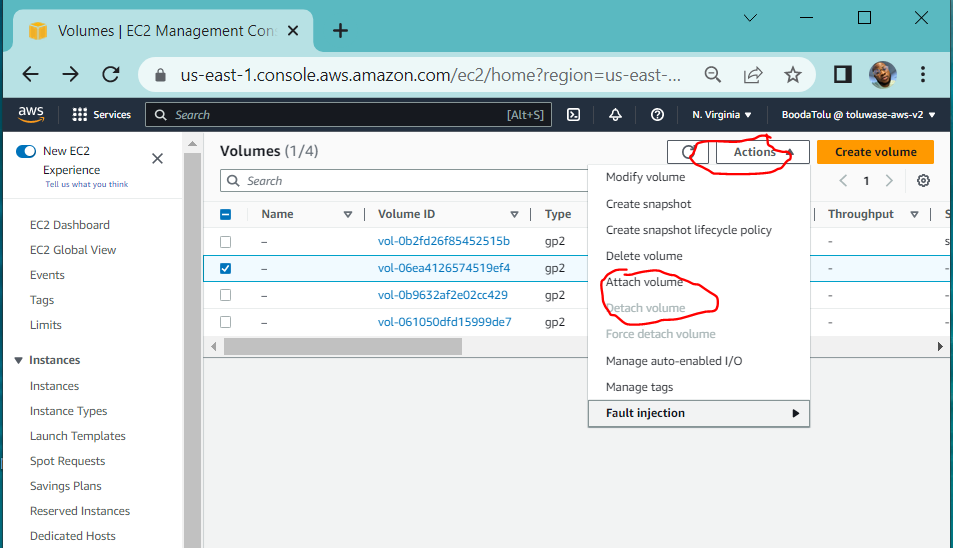 Volumes | EC2 Management Con
us-east-1.console.aws.amazon.com/ec2/home?region=us-east-...
aws
Services
Search
[Alt+S]
N. Virginia
BoodaTolu @ toluwase-aws-v2
New EC2
Experience
Tell us what you think
EC2 Dashboard
EC2 Global View
Events
Tags
Limits
Instances
Instances
Instance Types
Launch Templates
Spot Requests
Savings Plans
Reserved Instances
Dedicated Hosts
Volumes (1/4)
Actions
Create volume
Search
1
Name
Volume ID
Type
Throughput
S
– vol-0b2fd26f85452515b gp2 - s
– vol-06ea4126574519ef4 gp2 - -
– vol-0b9632af2e02cc429 gp2 - -
– vol-061050dfd15999de7 gp2 - -
Modify volume
Create snapshot
Create snapshot lifecycle policy
Delete volume
Attach volume
Detach volume
Force detach volume
Manage auto-enabled I/O
Manage tags
Fault injection